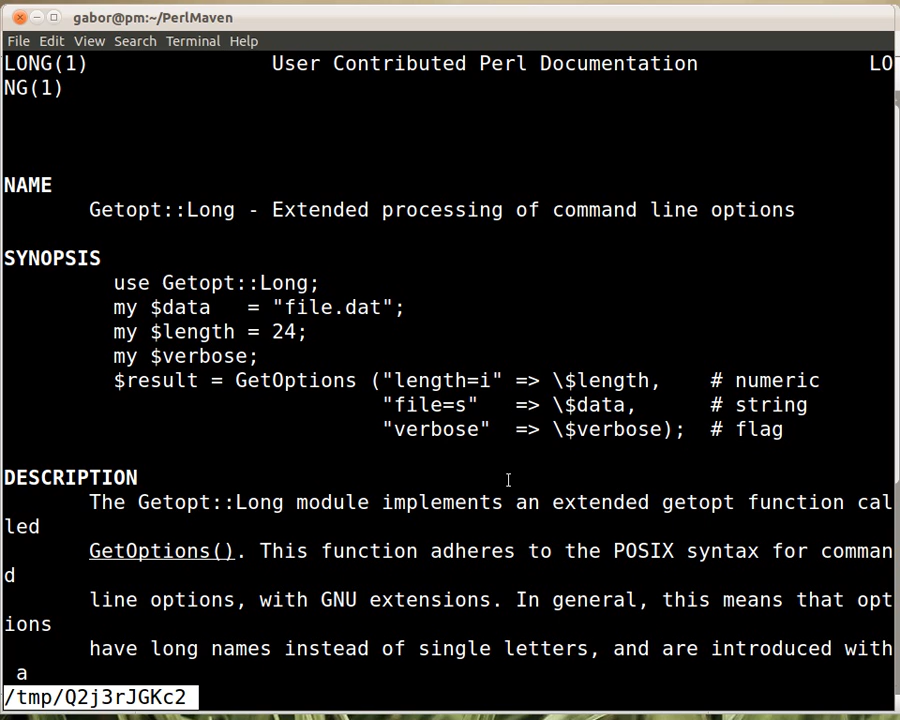 gabor@pm:~/PerlMaven
File Edit View Search Terminal Help
LONG(1) User Contributed Perl Documentation LO
NG(1)
NAME
Getopt::Long - Extended processing of command line options
SYNOPSIS
use Getopt::Long;
my $data = "file.dat";
my $length = 24;
my $verbose;
$result = GetOptions ("length=i" => \$length, # numeric
"file=s" => \$data, # string
"verbose" => \$verbose); # flag
DESCRIPTION
The Getopt::Long module implements an extended getopt function cal
led
GetOptions(). This function adheres to the POSIX syntax for comman
d
line options, with GNU extensions. In general, this means that opt
ions
have long names instead of single letters, and are introduced with
a
/tmp/Q2j3rJGKc2